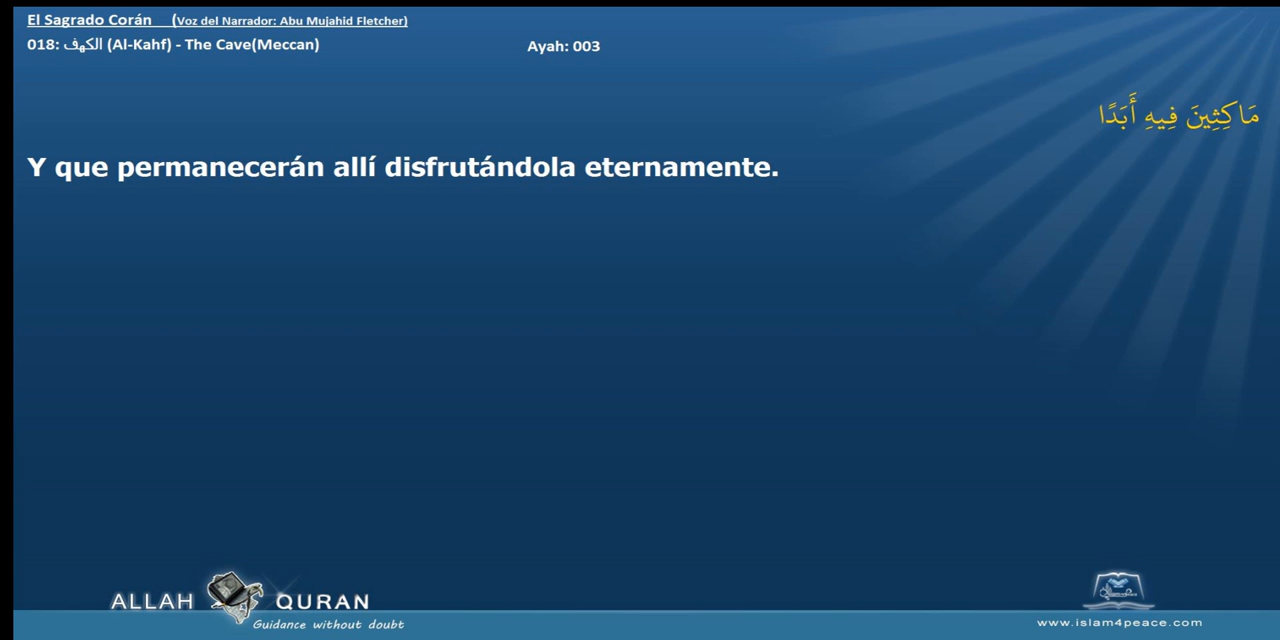 El Sagrado Corán (Voz del Narrador: Abu Mujahid Fletcher)
018: الكهف (Al-Kahf) - The Cave(Meccan)
Ayah: 003
مَاكِثِينَ فِيهِ أَبَدًا
Y que permanecerán allí disfrutándola eternamente.
ALLAH QURAN
Guidance without doubt
www.islam4peace.com